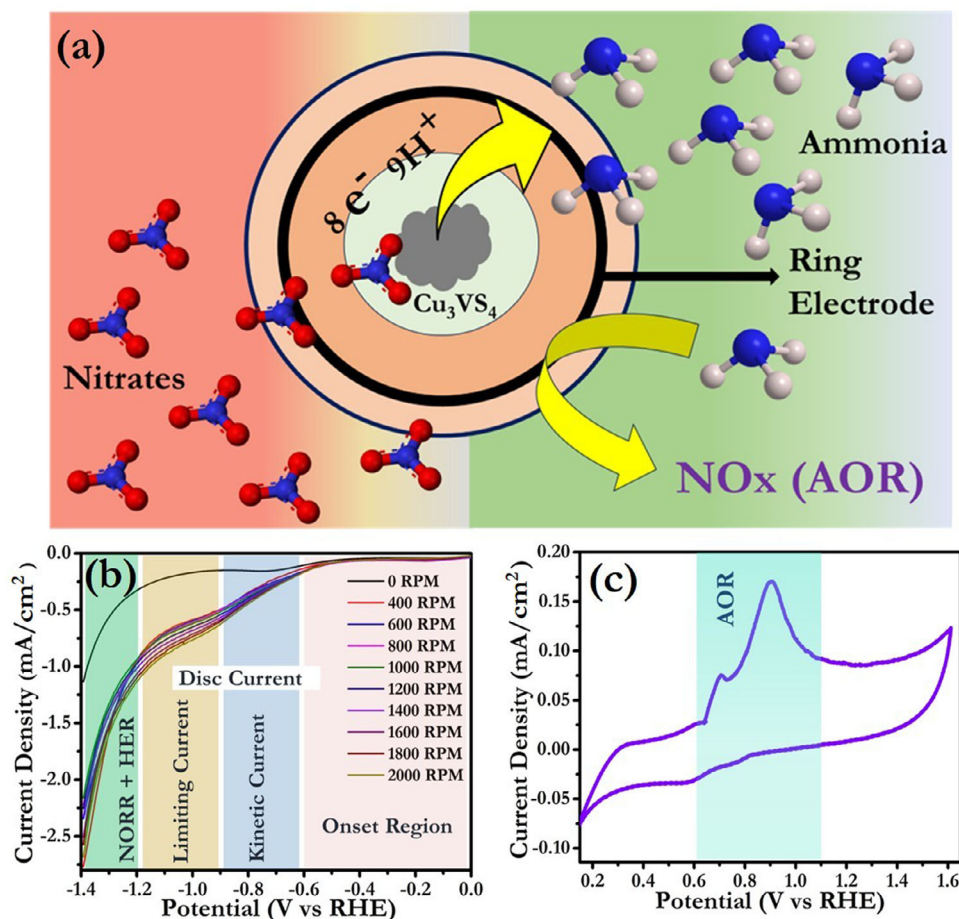 (a)
8 e⁻ 9H⁺
Ammonia
Ring
Electrode
Cu₃VS₄
Nitrates
NOx (AOR)
(b)
Current Density (mA/cm²)
0.0
-0.5
-1.0
-1.5
-2.0
-2.5
0 RPM
400 RPM
600 RPM
800 RPM
1000 RPM
1200 RPM
1400 RPM
1600 RPM
1800 RPM
2000 RPM
Disc Current
NORR + HER
Limiting Current
Kinetic Current
Onset Region
-1.4 -1.2 -1.0 -0.8 -0.6 -0.4 -0.2 0.0
Potential (V vs RHE)
(c)
Current Density (mA/cm²)
0.20
0.15
0.10
0.05
0.00
-0.05
-0.10
AOR
0.2 0.4 0.6 0.8 1.0 1.2 1.4 1.6
Potential (V vs RHE)